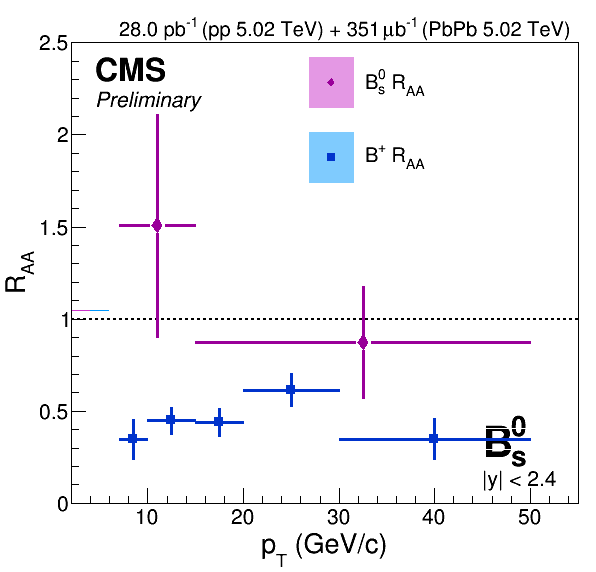 28.0 pb⁻¹ (pp 5.02 TeV) + 351 μb⁻¹ (PbPb 5.02 TeV)
2.5
CMS
Preliminary
B⁰ₛ R_AA
2
B⁺ R_AA
1.5
R_AA
1
0.5
B⁰ₛ
|y| < 2.4
0
10 20 30 40 50
p_T (GeV/c)